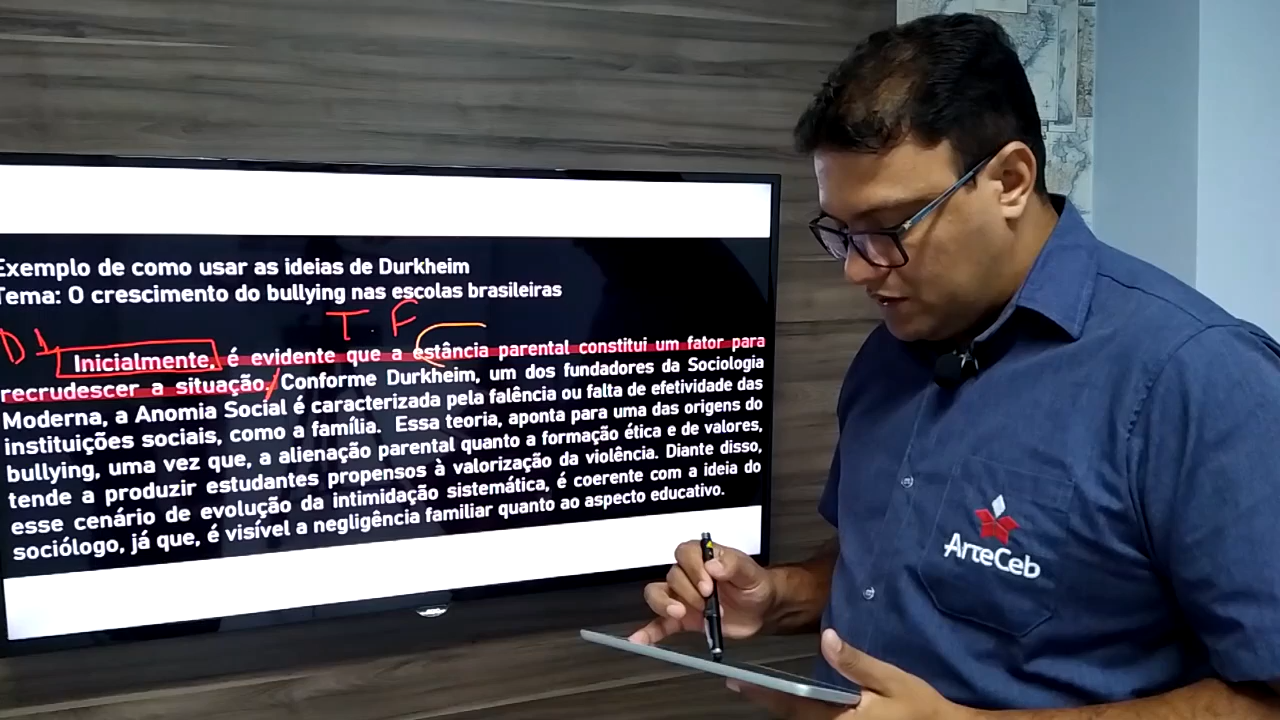 Exemplo de como usar as ideias de Durkheim
Tema: O crescimento do bullying nas escolas brasileiras
T F
D1
Inicialmente, é evidente que a estância parental constitui um fator para
recrudescer a situação. Conforme Durkheim, um dos fundadores da Sociologia
Moderna, a Anomia Social é caracterizada pela falência ou falta de efetividade das
instituições sociais, como a família. Essa teoria, aponta para uma das origens do
bullying, uma vez que, a alienação parental quanto a formação ética e de valores,
tende a produzir estudantes propensos à valorização da violência. Diante disso,
esse cenário de evolução da intimidação sistemática, é coerente com a ideia do
sociólogo, já que, é visível a negligência familiar quanto ao aspecto educativo.
ArteCeb